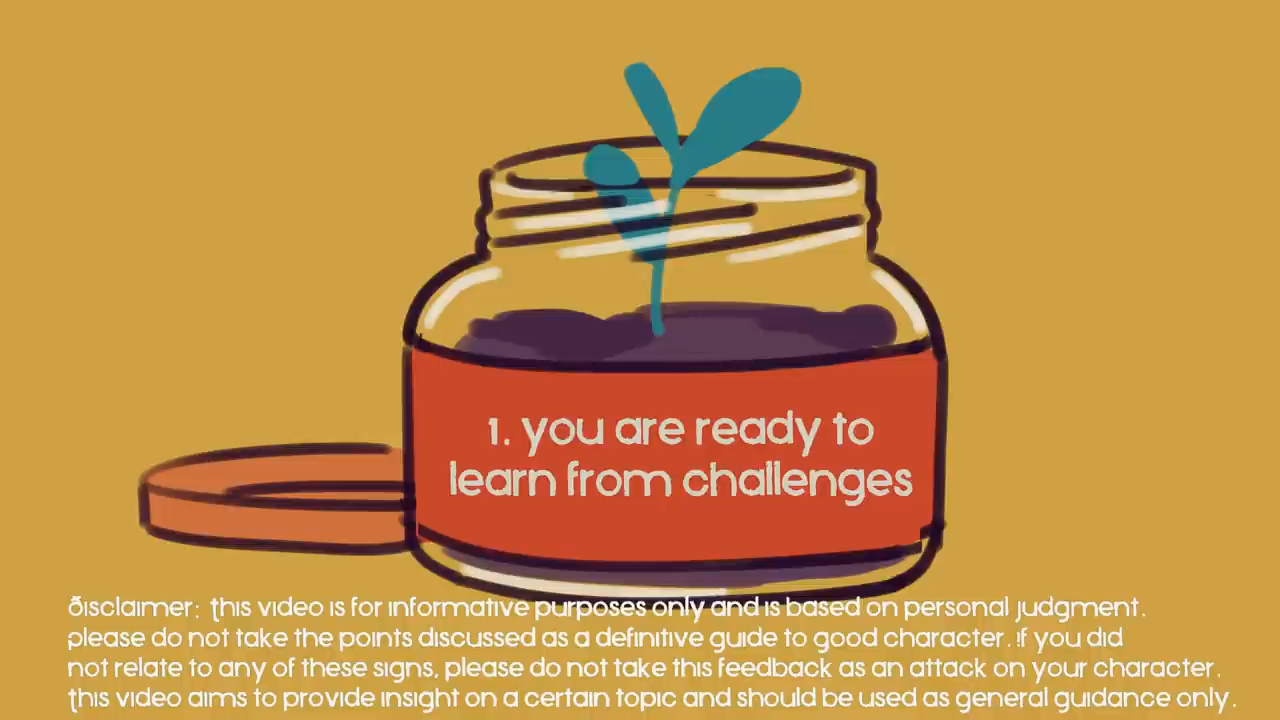 1. you are ready to
learn from challenges
disclaimer: this video is for informative purposes only and is based on personal judgment.
please do not take the points discussed as a definitive guide to good character. if you did
not relate to any of these signs, please do not take this feedback as an attack on your character.
this video aims to provide insight on a certain topic and should be used as general guidance only.